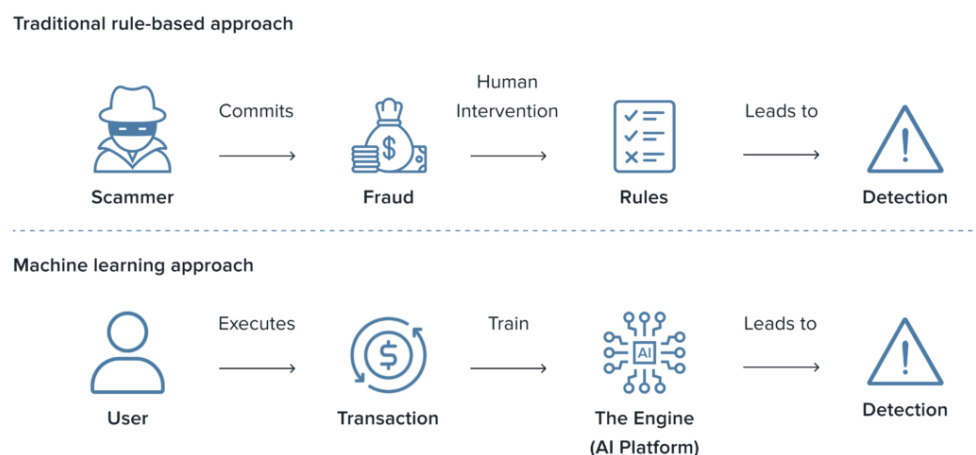 Traditional rule-based approach
Commits
Human
Intervention
Leads to
$
Scammer
Fraud
Rules
Detection
Machine learning approach
Executes
Train
Leads to
$
AI
User
Transaction
The Engine
(AI Platform)
Detection